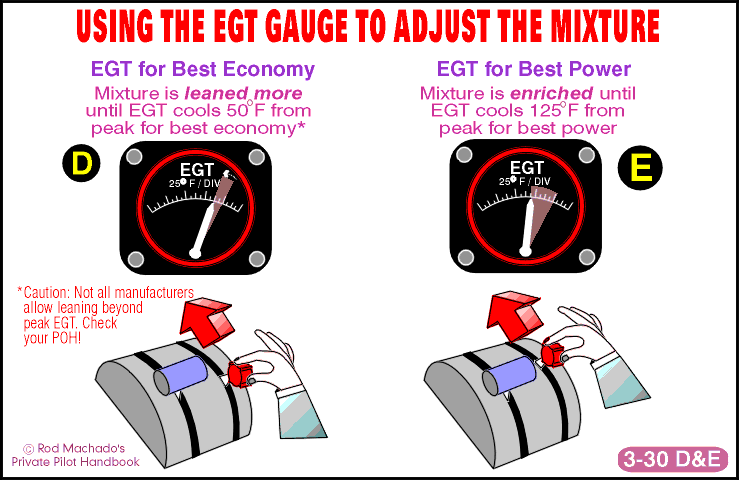 USING THE EGT GAUGE TO ADJUST THE MIXTURE
EGT for Best Economy
Mixture is leaned more
until EGT cools 50°F from
peak for best economy*
EGT for Best Power
Mixture is enriched until
EGT cools 125°F from
peak for best power
D
EGT
25° F / DIV
EGT
25° F / DIV
E
*Caution: Not all manufacturers
allow leaning beyond
peak EGT. Check
your POH!
© Rod Machado's
Private Pilot Handbook
3-30 D&E